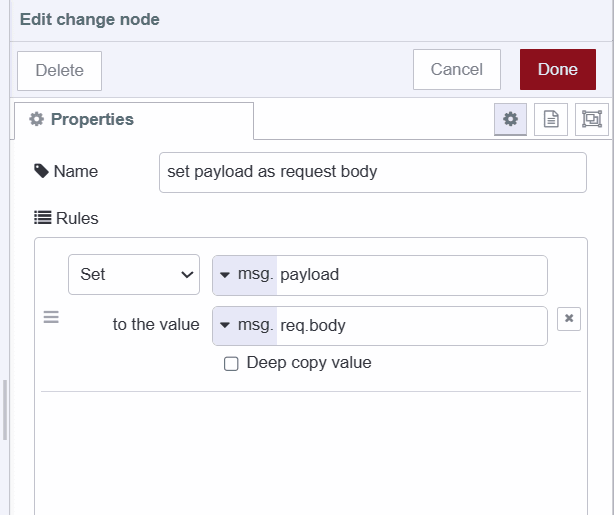 Edit change node
Delete
Cancel
Done
Properties
Name
set payload as request body
Rules
Set
msg. payload
to the value
msg. req.body
Deep copy value